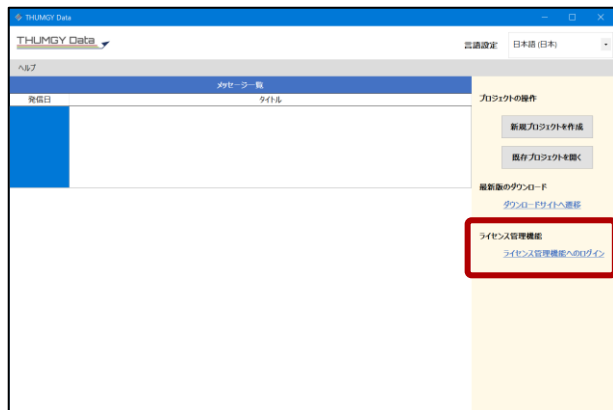 THUMGY Data
THUMGY Data
言語設定 日本語 (日本)
ヘルプ
メッセージ一覧
発信日 タイトル
プロジェクトの操作
新規プロジェクトを作成
既存プロジェクトを開く
最新版のダウンロード
ダウンロードサイトへ遷移
ライセンス管理機能
ライセンス管理機能へのログイン